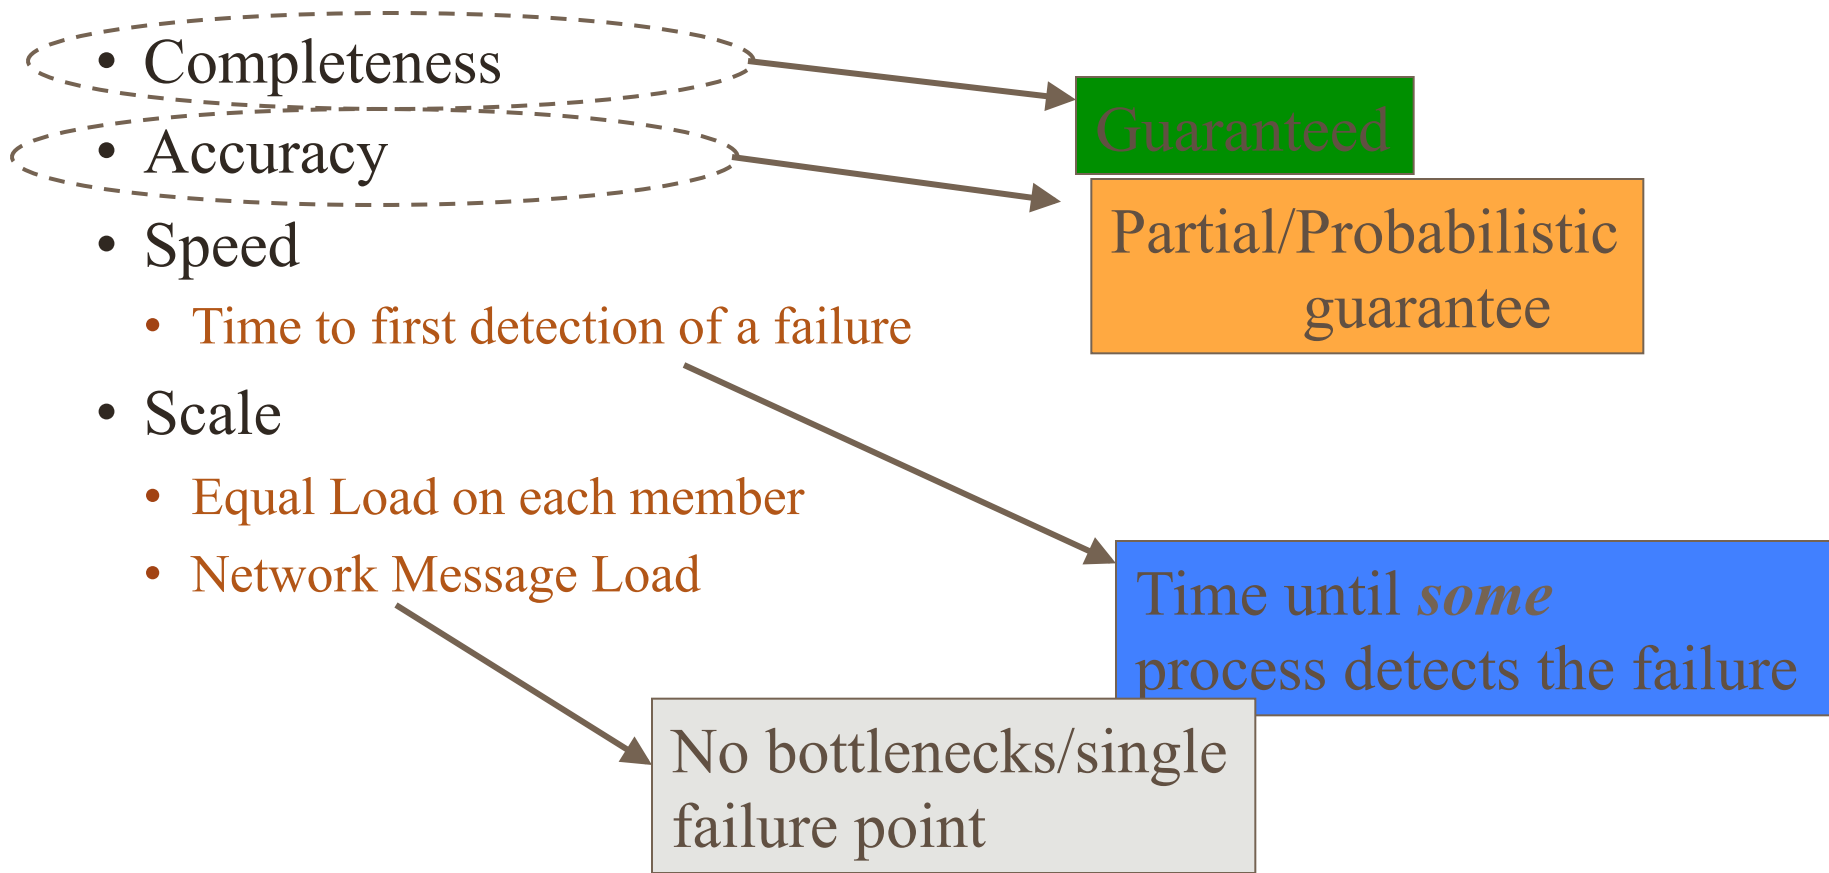 • Completeness
Guaranteed
• Accuracy
Partial/Probabilistic
guarantee
• Speed
• Time to first detection of a failure
• Scale
• Equal Load on each member
• Network Message Load
Time until some
process detects the failure
No bottlenecks/single
failure point